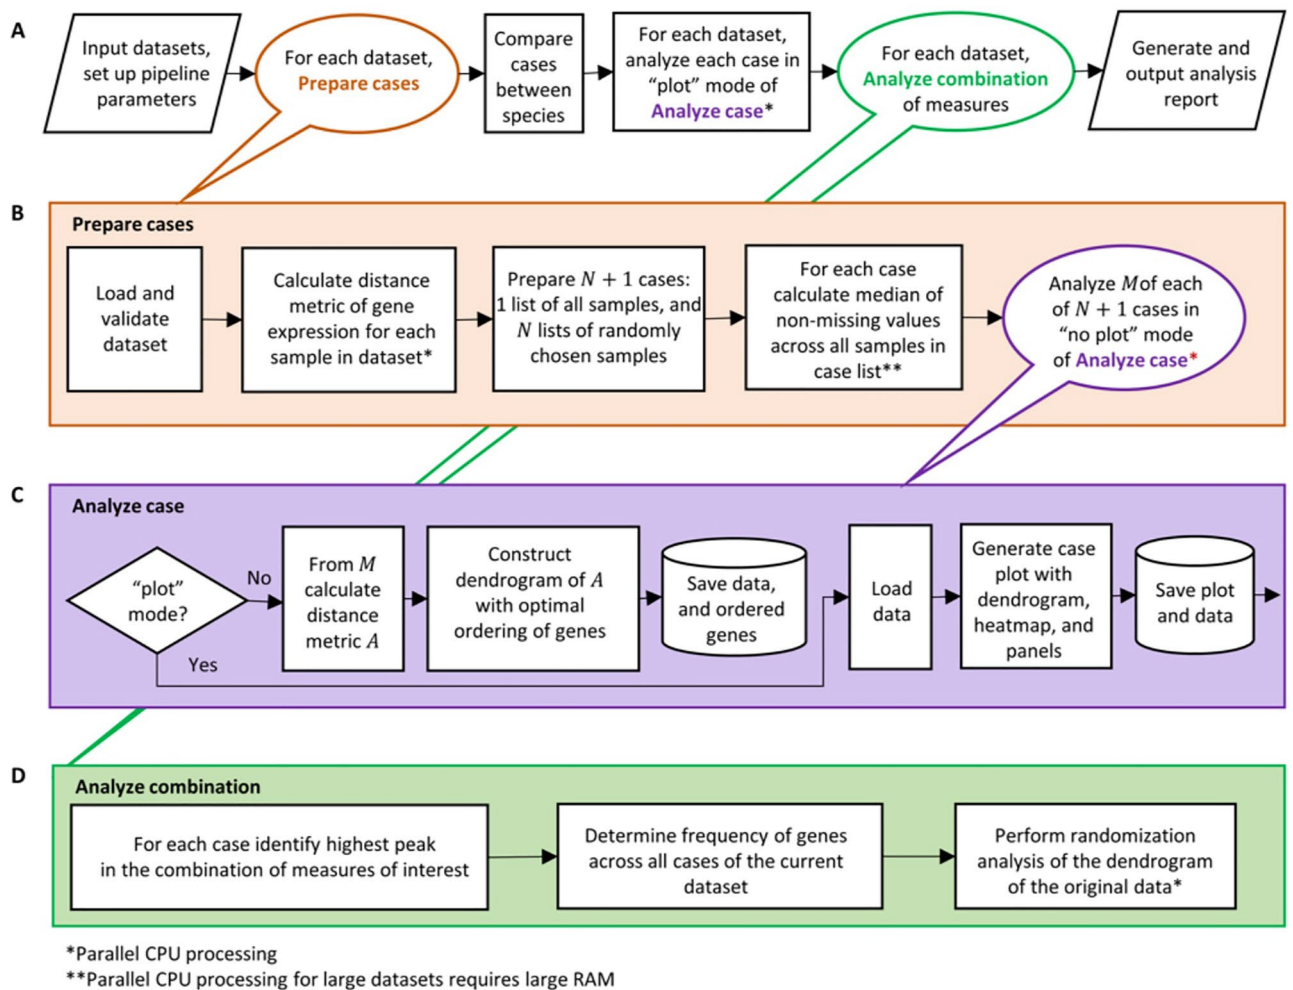 A
Input datasets,
set up pipeline
parameters
For each dataset,
Prepare cases
Compare
cases
between
species
For each dataset,
analyze each case in
“plot” mode of
Analyze case*
For each dataset,
Analyze combination
of measures
Generate and
output analysis
report
B
Prepare cases
Load and
validate
dataset
Calculate distance
metric of gene
expression for each
sample in dataset*
Prepare N + 1 cases:
1 list of all samples, and
N lists of randomly
chosen samples
For each case
calculate median of
non-missing values
across all samples in
case list**
Analyze M of each
of N + 1 cases in
“no plot” mode
of Analyze case*
C
Analyze case
“plot”
mode?
No
Yes
From M
calculate
distance
metric A
Construct
dendrogram of A
with optimal
ordering of genes
Save data,
and ordered
genes
Load
data
Generate case
plot with
dendrogram,
heatmap, and
panels
Save plot
and data
D
Analyze combination
For each case identify highest peak
in the combination of measures of interest
Determine frequency of genes
across all cases of the current
dataset
Perform randomization
analysis of the dendrogram
of the original data*
*Parallel CPU processing
**Parallel CPU processing for large datasets requires large RAM